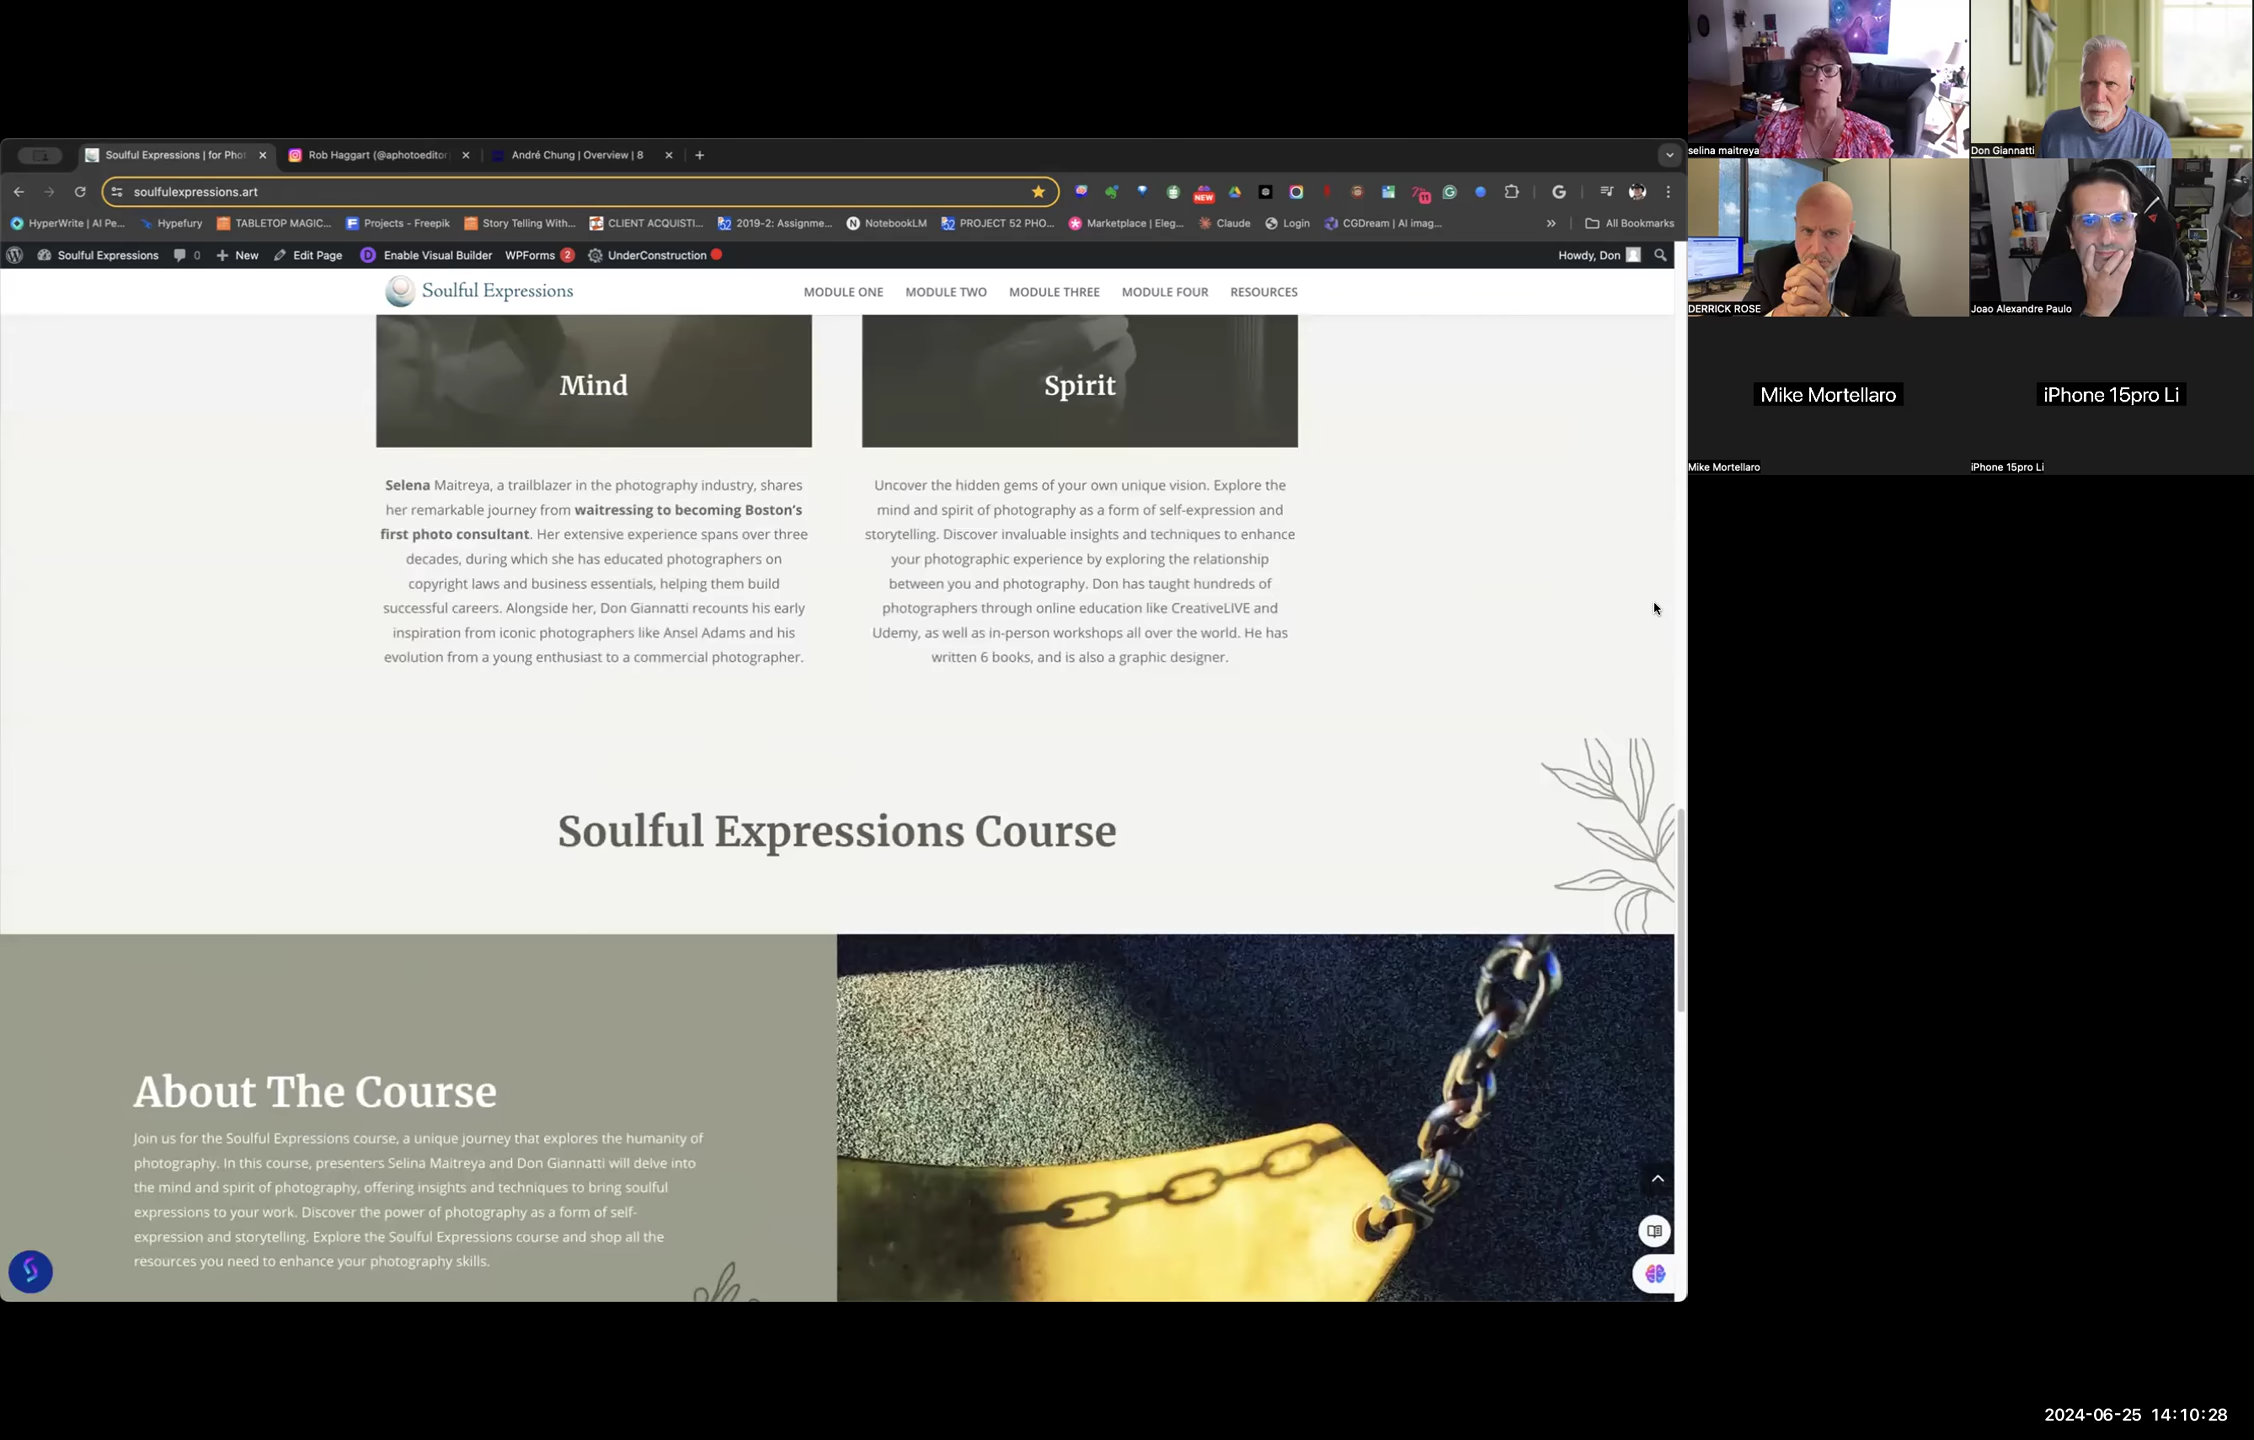 Soulful Expressions | for Phot
Rob Haggart (@aphotoeditor
André Chung | Overview | 8
soulfulexpressions.art
NEW
11
HyperWrite | AI Pe...
Hypefury
TABLETOP MAGIC...
Projects - Freepik
Story Telling With...
CLIENT ACQUISTI...
2019-2: Assignme...
NotebookLM
PROJECT 52 PHO...
Marketplace | Eleg...
Claude
Login
CGDream | AI imag...
All Bookmarks
Soulful Expressions
0
New
Edit Page
Enable Visual Builder
WPForms 2
UnderConstruction
Howdy, Don
Soulful Expressions
MODULE ONE
MODULE TWO
MODULE THREE
MODULE FOUR
RESOURCES
Mind
Selena Maitreya, a trailblazer in the photography industry, shares
her remarkable journey from waitressing to becoming Boston's
first photo consultant. Her extensive experience spans over three
decades, during which she has educated photographers on
copyright laws and business essentials, helping them build
successful careers. Alongside her, Don Giannatti recounts his early
inspiration from iconic photographers like Ansel Adams and his
evolution from a young enthusiast to a commercial photographer.
Spirit
Uncover the hidden gems of your own unique vision. Explore the
mind and spirit of photography as a form of self-expression and
storytelling. Discover invaluable insights and techniques to enhance
your photographic experience by exploring the relationship
between you and photography. Don has taught hundreds of
photographers through online education like CreativeLIVE and
Udemy, as well as in-person workshops all over the world. He has
written 6 books, and is also a graphic designer.
Soulful Expressions Course
About The Course
Join us for the Soulful Expressions course, a unique journey that explores the humanity of
photography. In this course, presenters Selina Maitreya and Don Giannatti will delve into
the mind and spirit of photography, offering insights and techniques to bring soulful
expressions to your work. Discover the power of photography as a form of self-
expression and storytelling. Explore the Soulful Expressions course and shop all the
resources you need to enhance your photography skills.
selina maitreya
Don Giannatti
DERRICK ROSE
Joao Alexandre Paulo
Mike Mortellaro
iPhone 15pro Li
Mike Mortellaro
iPhone 15pro Li
2024-06-25 14:10:28